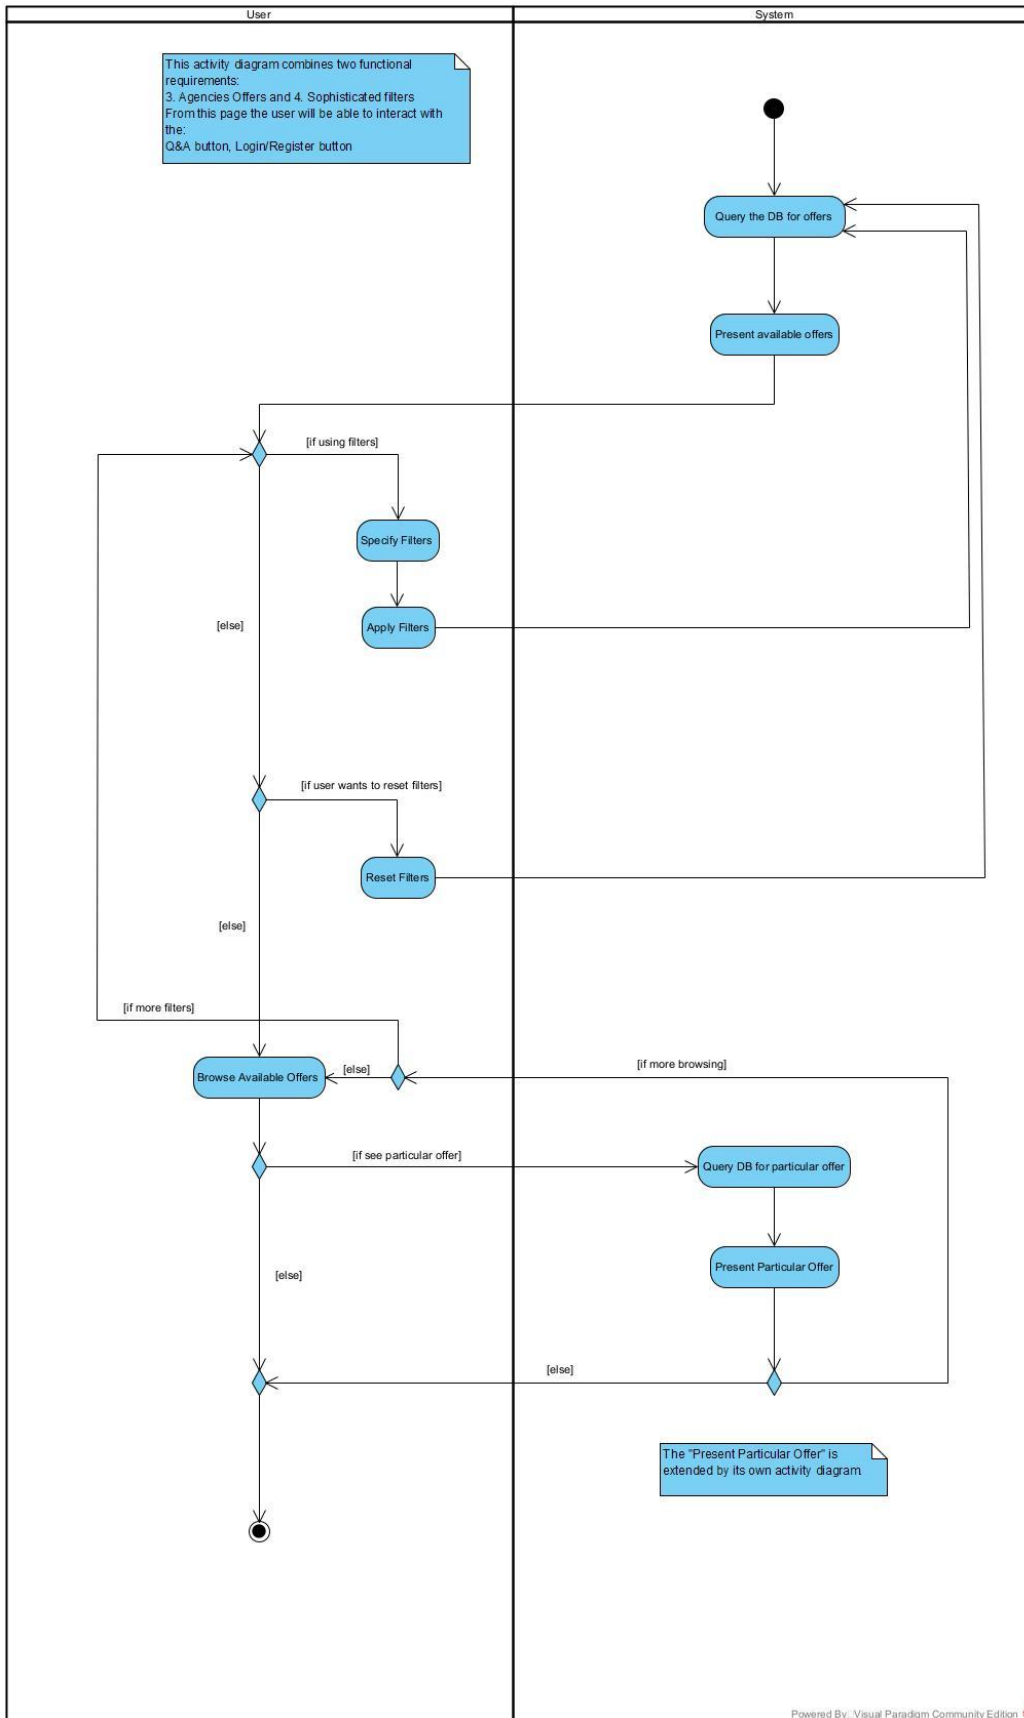 User
System
This activity diagram combines two functional
requirements:
3. Agencies Offers and 4. Sophisticated filters
From this page the user will be able to interact with
the:
Q&A button, Login/Register button
Query the DB for offers
Present available offers
[if using filters]
Specify Filters
Apply Filters
[else]
[if user wants to reset filters]
Reset Filters
[else]
[if more filters]
Browse Available Offers
[else]
[if more browsing]
[if see particular offer]
Query DB for particular offer
Present Particular Offer
[else]
[else]
The "Present Particular Offer" is
extended by its own activity diagram
Powered By: Visual Paradigm Community Edition